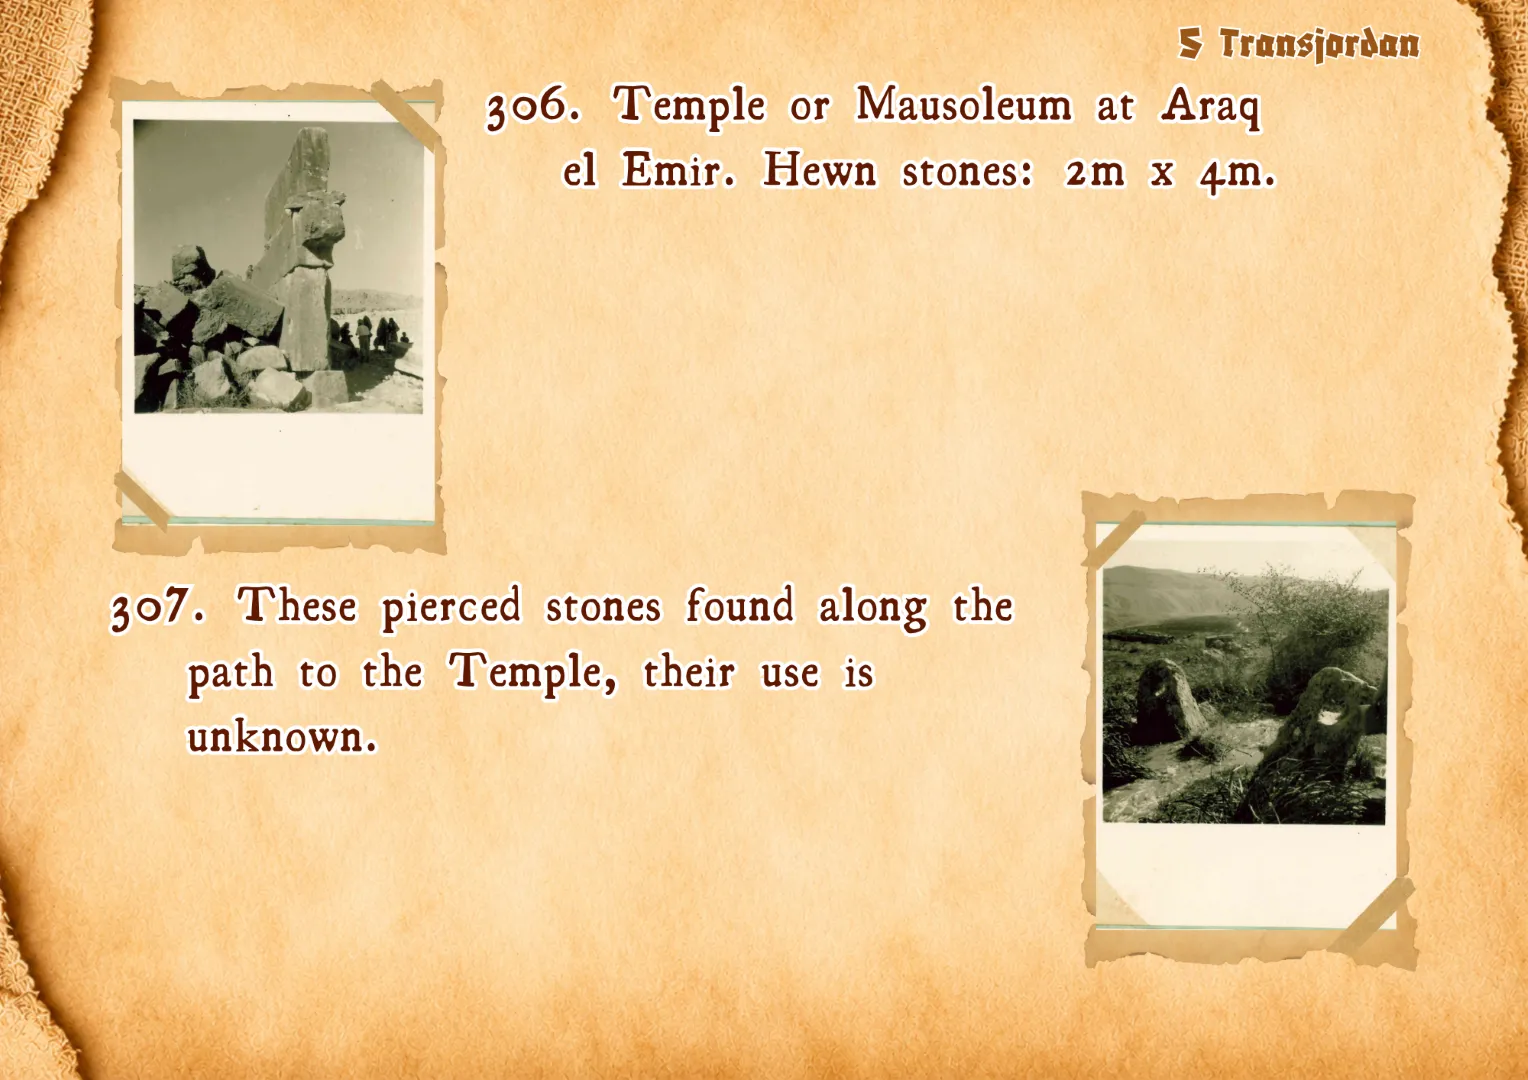 5 Transjordan
306. Temple or Mausoleum at Araq
el Emir. Hewn stones: 2m x 4m.
307. These pierced stones found along the
path to the Temple, their use is
unknown.